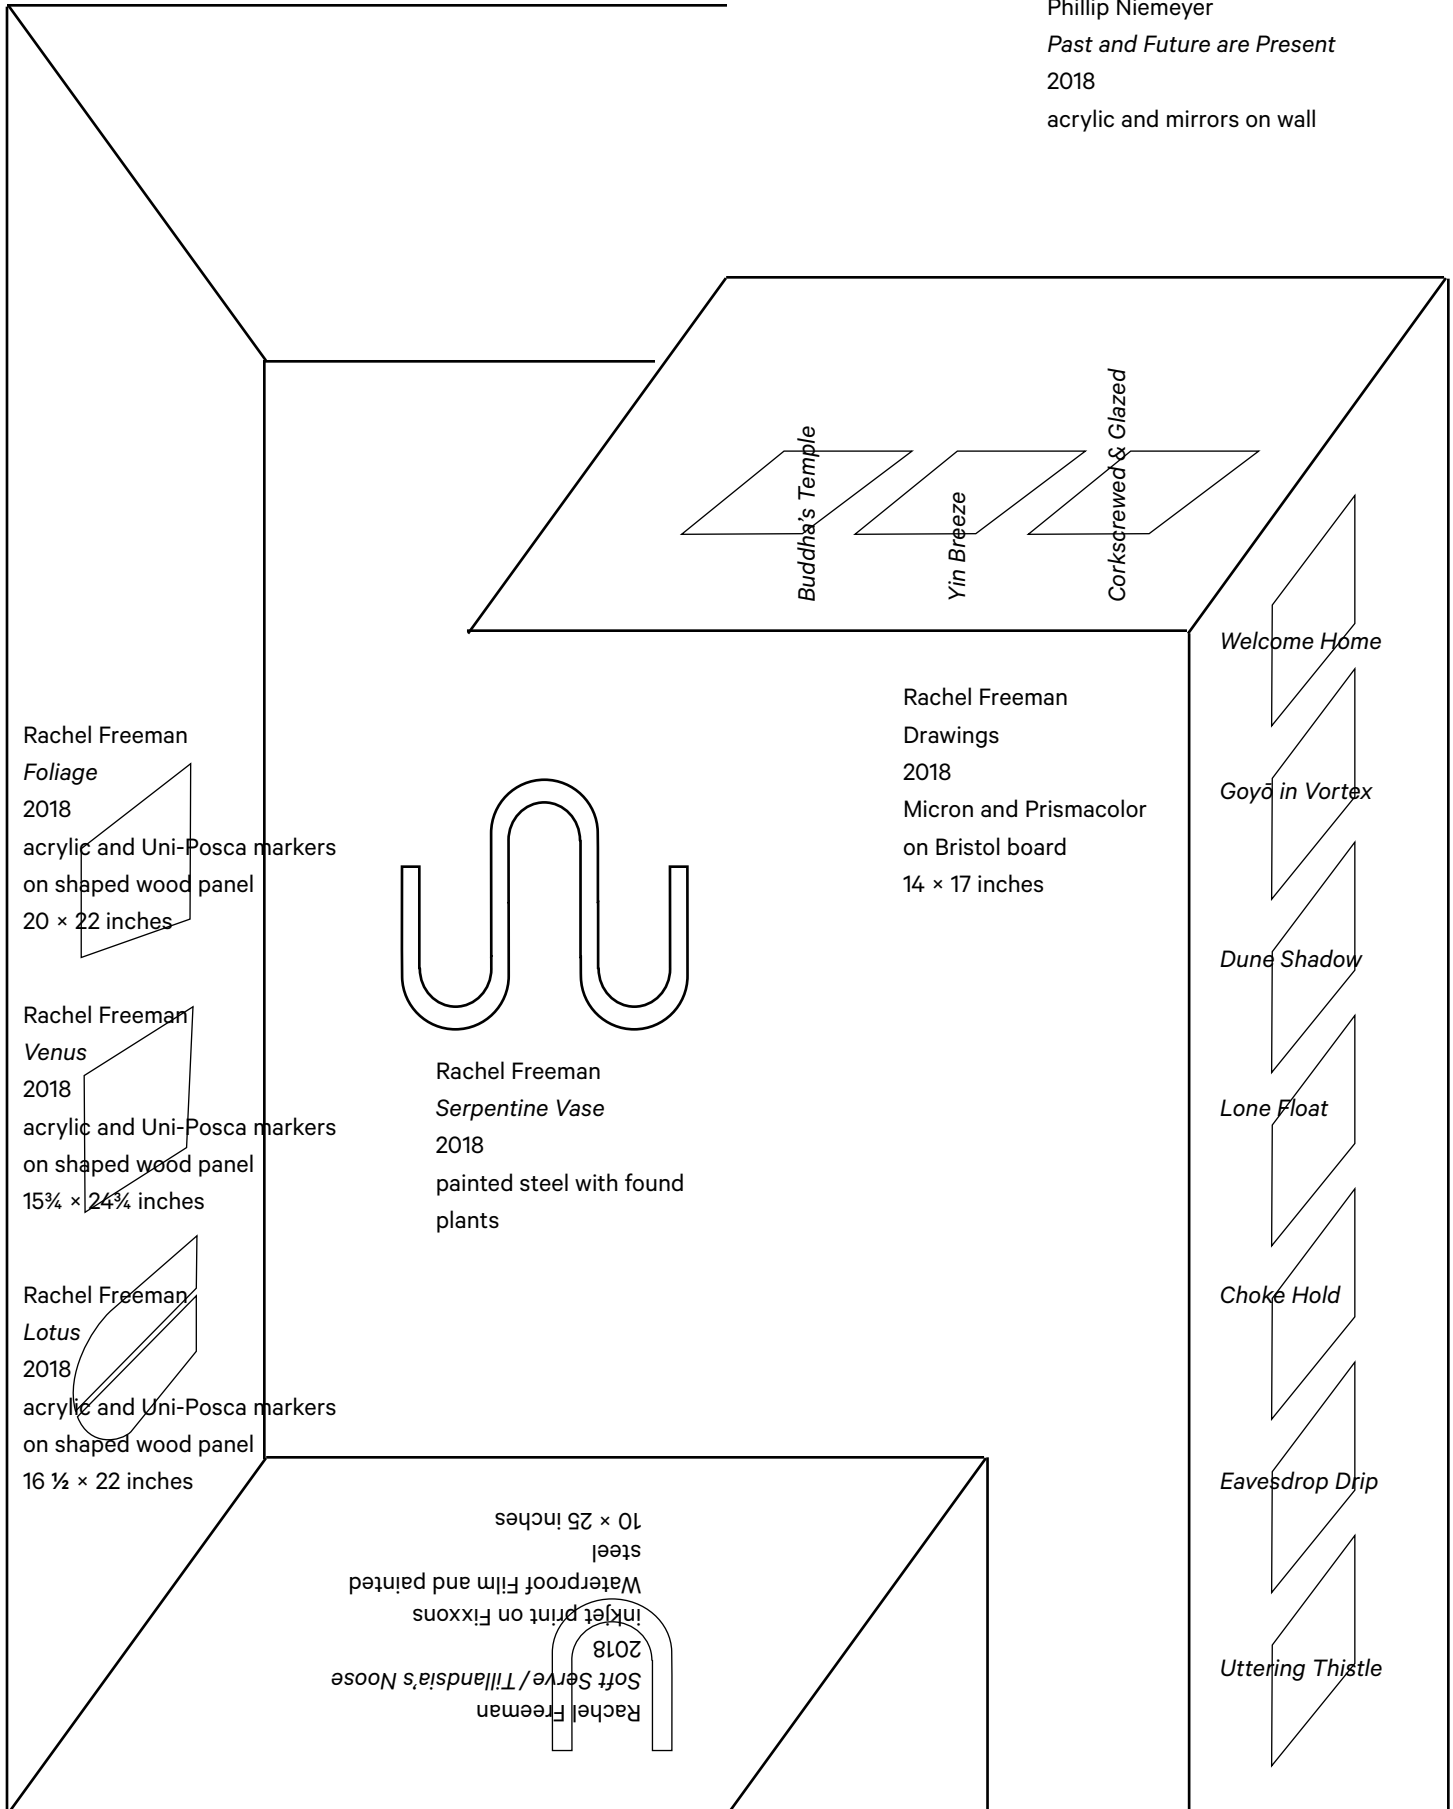 Phillip Niemeyer
Past and Future are Present
2018
acrylic and mirrors on wall
Buddha’s Temple
Yin Breeze
Corkscrewed & Glazed
Rachel Freeman
Foliage
2018
acrylic and Uni-Posca markers
on shaped wood panel
20 × 22 inches
Rachel Freeman
Venus
2018
acrylic and Uni-Posca markers
on shaped wood panel
15¾ × 24¾ inches
Rachel Freeman
Lotus
2018
acrylic and Uni-Posca markers
on shaped wood panel
16 ½ × 22 inches
Rachel Freeman
Serpentine Vase
2018
painted steel with found
plants
Rachel Freeman
Drawings
2018
Micron and Prismacolor
on Bristol board
14 × 17 inches
Welcome Home
Goyō in Vortex
Dune Shadow
Lone Float
Choke Hold
Eavesdrop Drip
Uttering Thistle
Rachel Freeman
Soft Serve / Tillandsia’s Noose
2018
inkjet print on Fixxons
Waterproof Film and painted
steel
10 × 25 inches